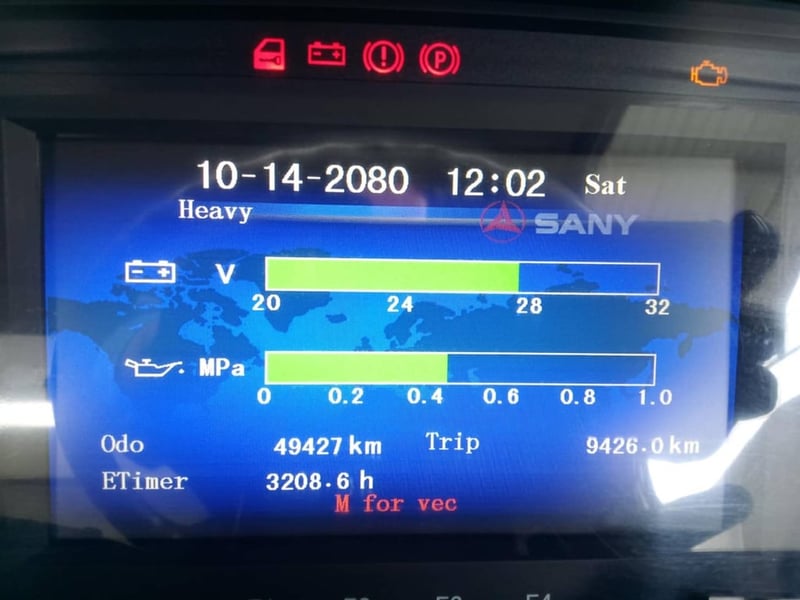 P
10-14-2080 12:02 Sat
Heavy
SANY
V
20 24 28 32
MPa
0 0.2 0.4 0.6 0.8 1.0
Odo 49427 km Trip 9426.0 km
ETimer 3208.6 h
M for vec